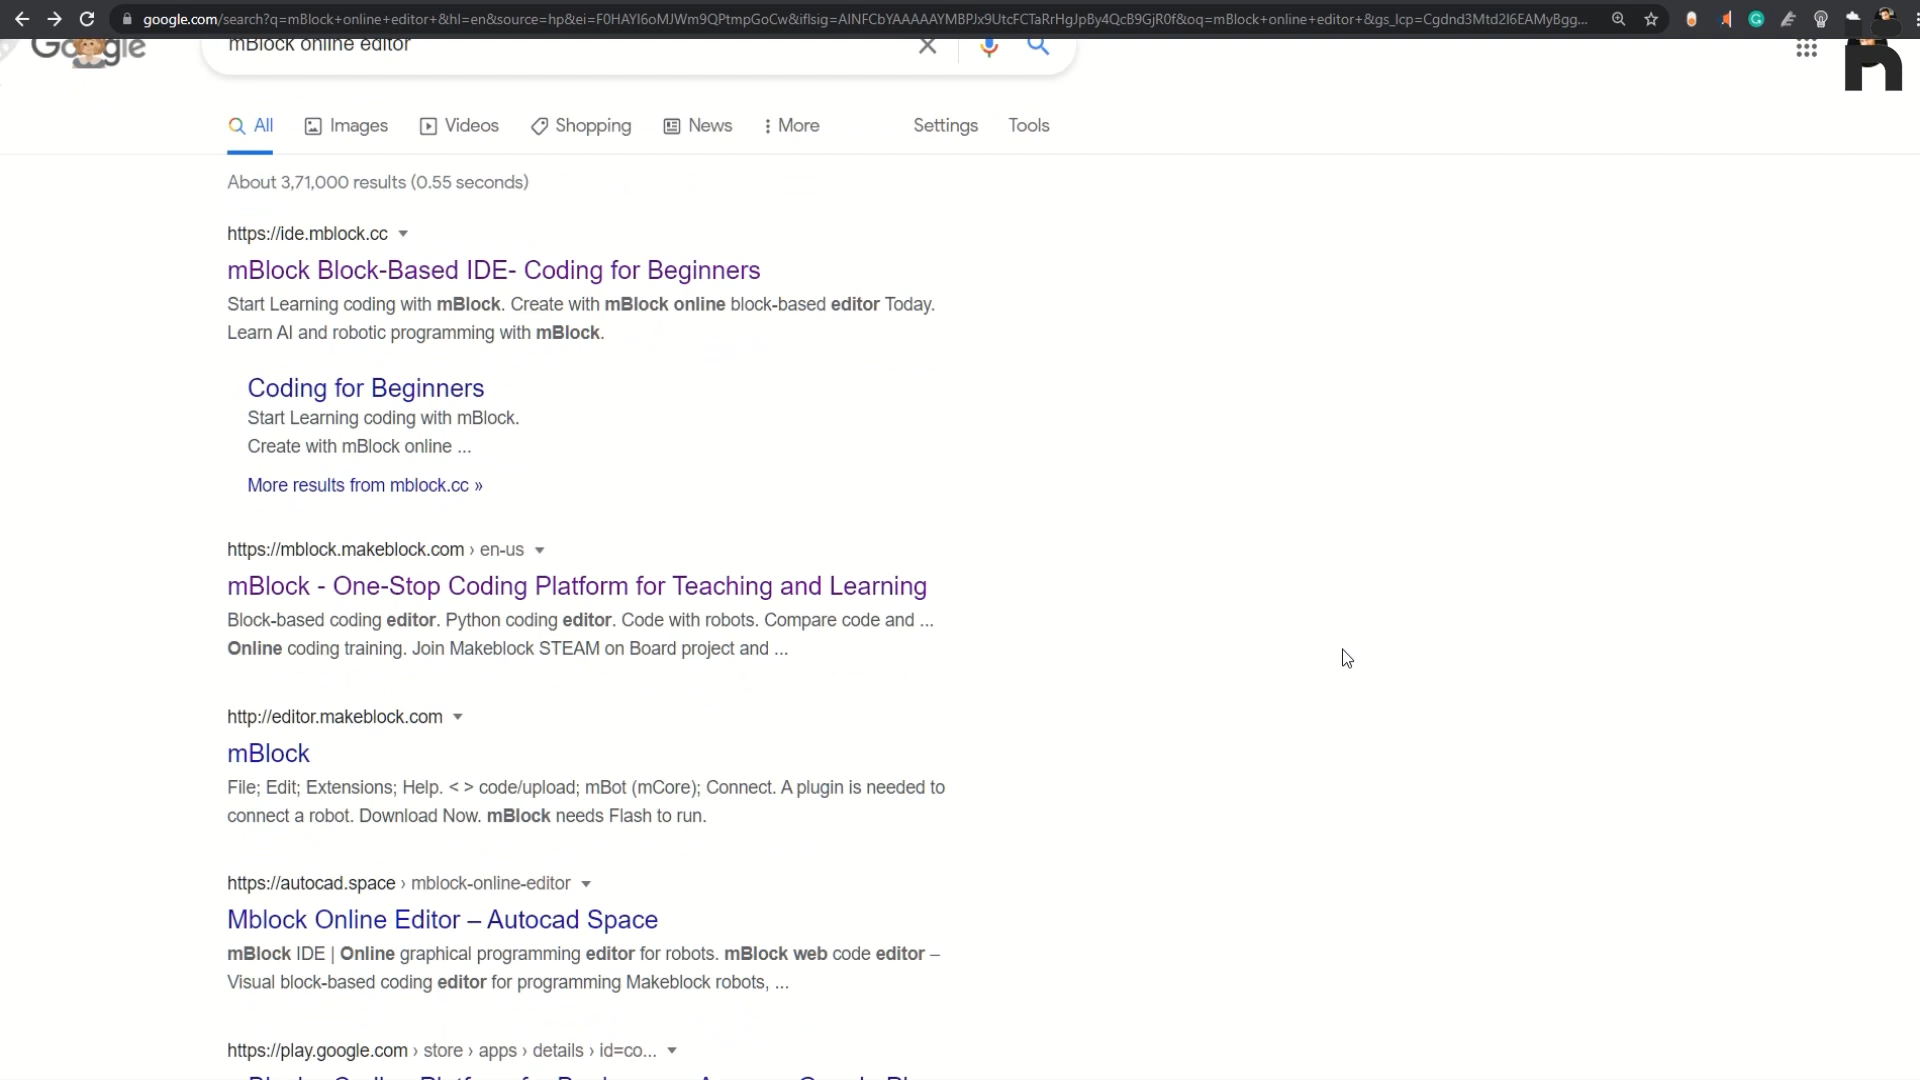 google.com/search?q=mBlock+online+editor+&hl=en&source=hp&ei=F0HAYI6oMJWm9QPtmpGoCw&iflsig=AINFCbYAAAAAYMBPJx9UtcFCTaRrHgJpBy4QcB9GjR0f&oq=mBlock+online+editor+&gs_lcp=Cgdnd3Mtd2l6EAMyBgg...
Google
mBlock online editor
All Images Videos Shopping News More Settings Tools
About 3,71,000 results (0.55 seconds)
https://ide.mblock.cc
mBlock Block-Based IDE- Coding for Beginners
Start Learning coding with mBlock. Create with mBlock online block-based editor Today.
Learn AI and robotic programming with mBlock.
Coding for Beginners
Start Learning coding with mBlock.
Create with mBlock online ...
More results from mblock.cc »
https://mblock.makeblock.com › en-us
mBlock - One-Stop Coding Platform for Teaching and Learning
Block-based coding editor. Python coding editor. Code with robots. Compare code and ...
Online coding training. Join Makeblock STEAM on Board project and ...
http://editor.makeblock.com
mBlock
File; Edit; Extensions; Help. < > code/upload; mBot (mCore); Connect. A plugin is needed to
connect a robot. Download Now. mBlock needs Flash to run.
https://autocad.space › mblock-online-editor
Mblock Online Editor – Autocad Space
mBlock IDE | Online graphical programming editor for robots. mBlock web code editor –
Visual block-based coding editor for programming Makeblock robots, ...
https://play.google.com › store › apps › details › id=co...